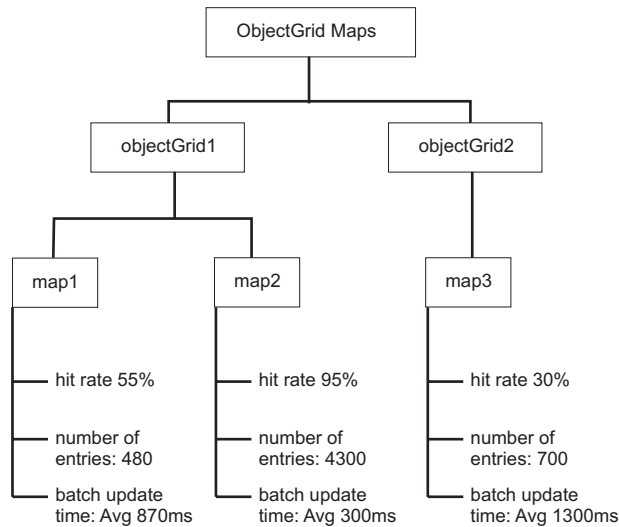 ObjectGrid Maps
objectGrid1
objectGrid2
map1
map2
map3
hit rate 55%
number of
entries: 480
batch update
time: Avg 870ms
hit rate 95%
number of
entries: 4300
batch update
time: Avg 300ms
hit rate 30%
number of
entries: 700
batch update
time: Avg 1300ms